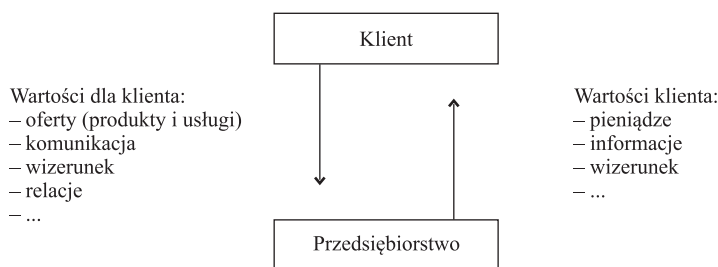 Klient
Wartości dla klienta:
– oferty (produkty i usługi)
– komunikacja
– wizerunek
– relacje
– ...
Wartości klienta:
– pieniądze
– informacje
– wizerunek
– ...
Przedsiębiorstwo